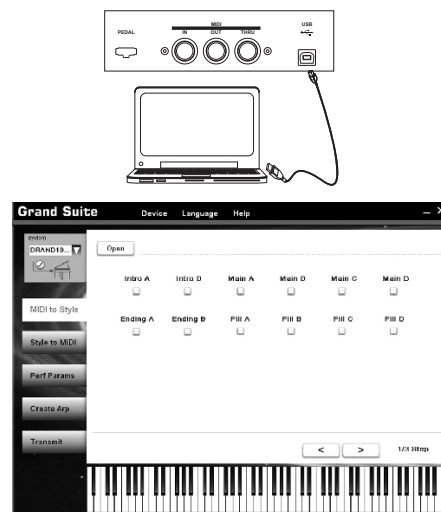 MIDI
PEDAL IN OUT THRU USB
Grand Suite Device Language Help
Open
Intro A Intro B Main A Main B Main C Main D
MIDI to Style
Ending A Ending B Fill A Fill B Fill C Fill D
Style to MIDI
Perf Params
Create Arp
Transmit
< > 1/3 Step